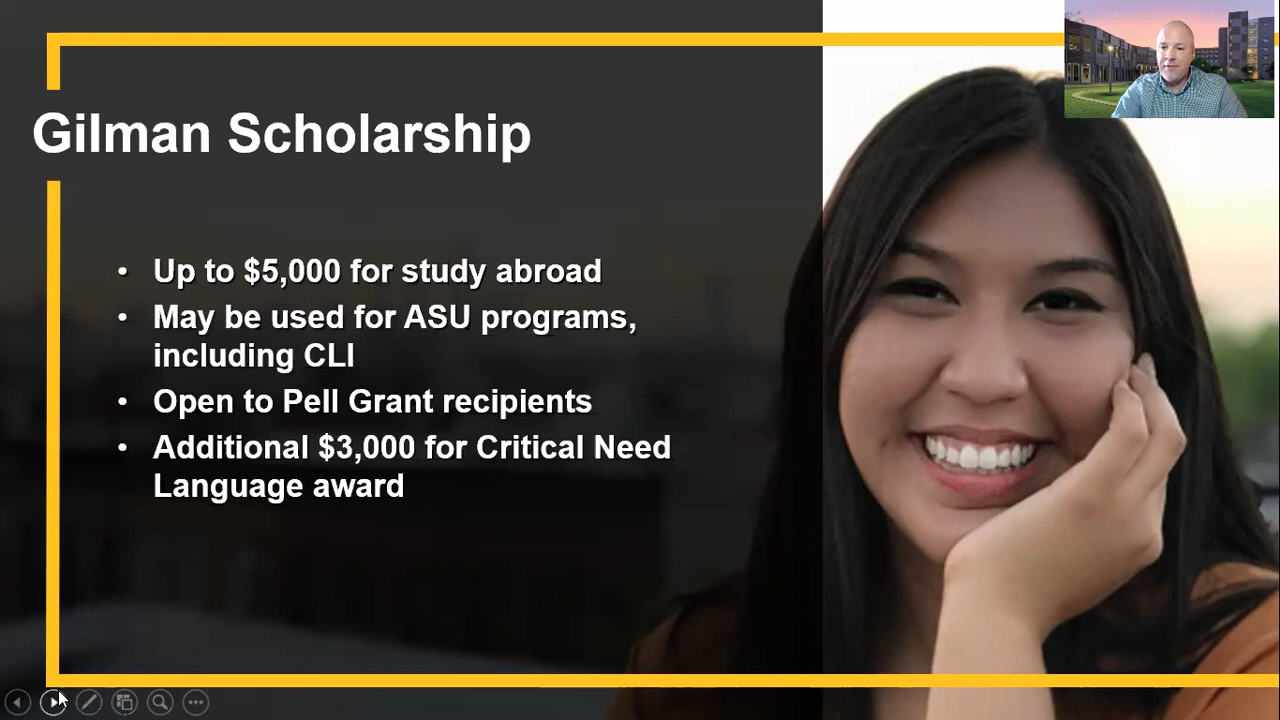 Gilman Scholarship
• Up to $5,000 for study abroad
• May be used for ASU programs,
including CLI
• Open to Pell Grant recipients
• Additional $3,000 for Critical Need
Language award